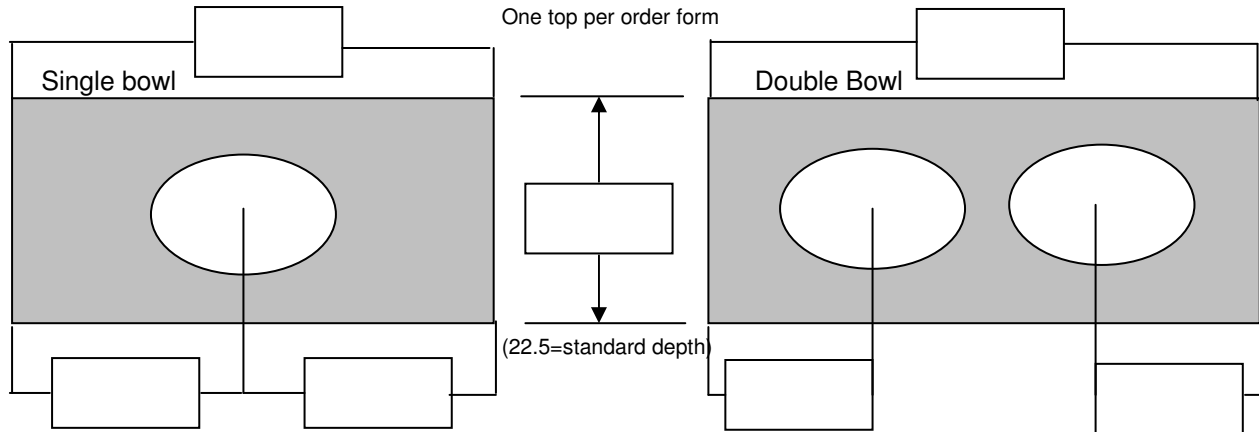 One top per order form
Single bowl
Double Bowl
(22.5=standard depth)